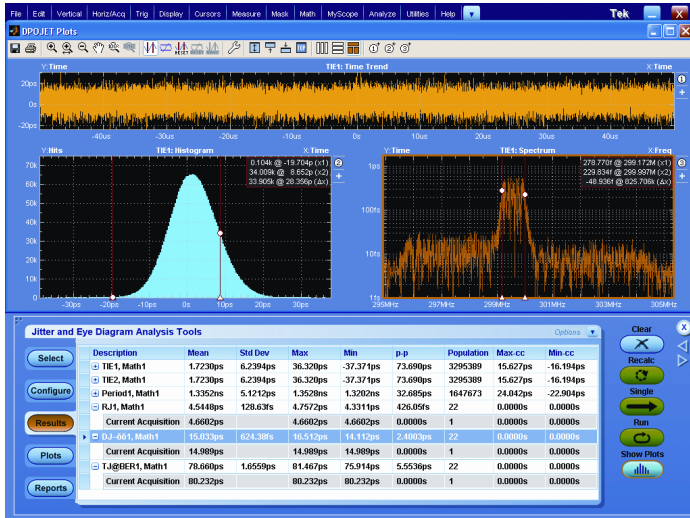 File Edit Vertical Horiz/Acq Trig Display Cursors Measure Mask Math MyScope Analyze Utilities Help Tek
DPOJET Plots
Y:Time TIE1: Time Trend X:Time
20ps
0s
-20ps
-40us -30us -20us -10us 0s 10us 20us 30us 40us
Y:Hits TIE1: Histogram X:Time
0.104k @ -19.704p (x1)
34.009k @ 8.652p (x2)
33.905k @ 28.356p (Δx)
70k
60k
50k
40k
30k
20k
10k
0
-30ps -20ps -10ps 0s 10ps 20ps 30ps
Y:Time TIE1: Spectrum X:Freq
278.770f @ 299.172M (x1)
229.834f @ 299.997M (x2)
-48.936f @ 825.706k (Δx)
1ps
100fs
10fs
1fs
295MHz 297MHz 299MHz 301MHz 303MHz 305MHz
Jitter and Eye Diagram Analysis Tools
Options
Select
Configure
Results
Plots
Reports
Description Mean Std Dev Max Min p-p Population Max-cc Min-cc
TIE1, Math1 1.7230ps 6.2394ps 36.320ps -37.371ps 73.690ps 3295389 15.627ps -16.194ps
TIE2, Math1 1.7230ps 6.2394ps 36.320ps -37.371ps 73.690ps 3295389 15.627ps -16.194ps
Period1, Math1 1.3352ns 5.1212ps 1.3528ns 1.3202ns 32.685ps 1647673 24.042ps -22.904ps
RJ1, Math1 4.5448ps 128.63fs 4.7572ps 4.3311ps 426.05fs 22 0.0000s 0.0000s
Current Acquisition 4.6602ps 4.6602ps 4.6602ps 0.0000s 1 0.0000s 0.0000s
DJ–δδ1, Math1 15.033ps 624.38fs 16.512ps 14.112ps 2.4003ps 22 0.0000s 0.0000s
Current Acquisition 14.989ps 14.989ps 14.989ps 0.0000s 1 0.0000s 0.0000s
TJ@BER1, Math1 78.660ps 1.6559ps 81.467ps 75.914ps 5.5536ps 22 0.0000s 0.0000s
Current Acquisition 80.232ps 80.232ps 80.232ps 0.0000s 1 0.0000s 0.0000s
Clear
Recalc
Single
Run
Show Plots